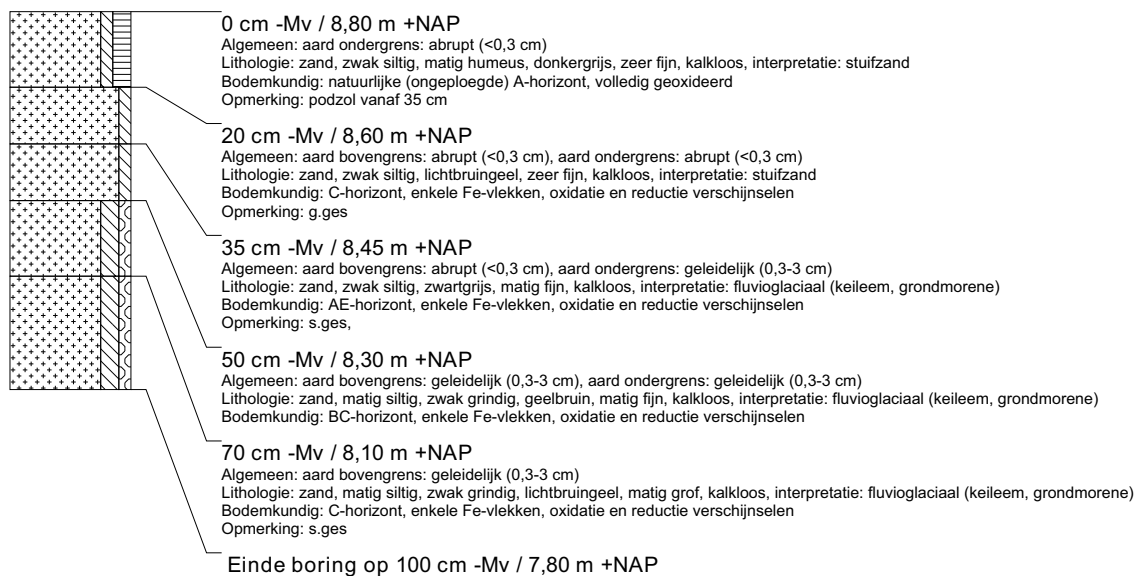 0 cm -Mv / 8,80 m +NAP
Algemeen: aard ondergrens: abrupt (<0,3 cm)
Lithologie: zand, zwak siltig, matig humeus, donkergrijs, zeer fijn, kalkloos, interpretatie: stuifzand
Bodemkundig: natuurlijke (ongeploegde) A-horizont, volledig geoxideerd
Opmerking: podzol vanaf 35 cm
20 cm -Mv / 8,60 m +NAP
Algemeen: aard bovengrens: abrupt (<0,3 cm), aard ondergrens: abrupt (<0,3 cm)
Lithologie: zand, zwak siltig, lichtbruingeel, zeer fijn, kalkloos, interpretatie: stuifzand
Bodemkundig: C-horizont, enkele Fe-vlekken, oxidatie en reductie verschijnselen
Opmerking: g.ges
35 cm -Mv / 8,45 m +NAP
Algemeen: aard bovengrens: abrupt (<0,3 cm), aard ondergrens: geleidelijk (0,3-3 cm)
Lithologie: zand, zwak siltig, zwartgrijs, matig fijn, kalkloos, interpretatie: fluvioglaciaal (keileem, grondmorene)
Bodemkundig: AE-horizont, enkele Fe-vlekken, oxidatie en reductie verschijnselen
Opmerking: s.ges,
50 cm -Mv / 8,30 m +NAP
Algemeen: aard bovengrens: geleidelijk (0,3-3 cm), aard ondergrens: geleidelijk (0,3-3 cm)
Lithologie: zand, matig siltig, zwak grindig, geelbruin, matig fijn, kalkloos, interpretatie: fluvioglaciaal (keileem, grondmorene)
Bodemkundig: BC-horizont, enkele Fe-vlekken, oxidatie en reductie verschijnselen
70 cm -Mv / 8,10 m +NAP
Algemeen: aard bovengrens: geleidelijk (0,3-3 cm)
Lithologie: zand, matig siltig, zwak grindig, lichtbruingeel, matig grof, kalkloos, interpretatie: fluvioglaciaal (keileem, grondmorene)
Bodemkundig: C-horizont, enkele Fe-vlekken, oxidatie en reductie verschijnselen
Opmerking: s.ges
Einde boring op 100 cm -Mv / 7,80 m +NAP